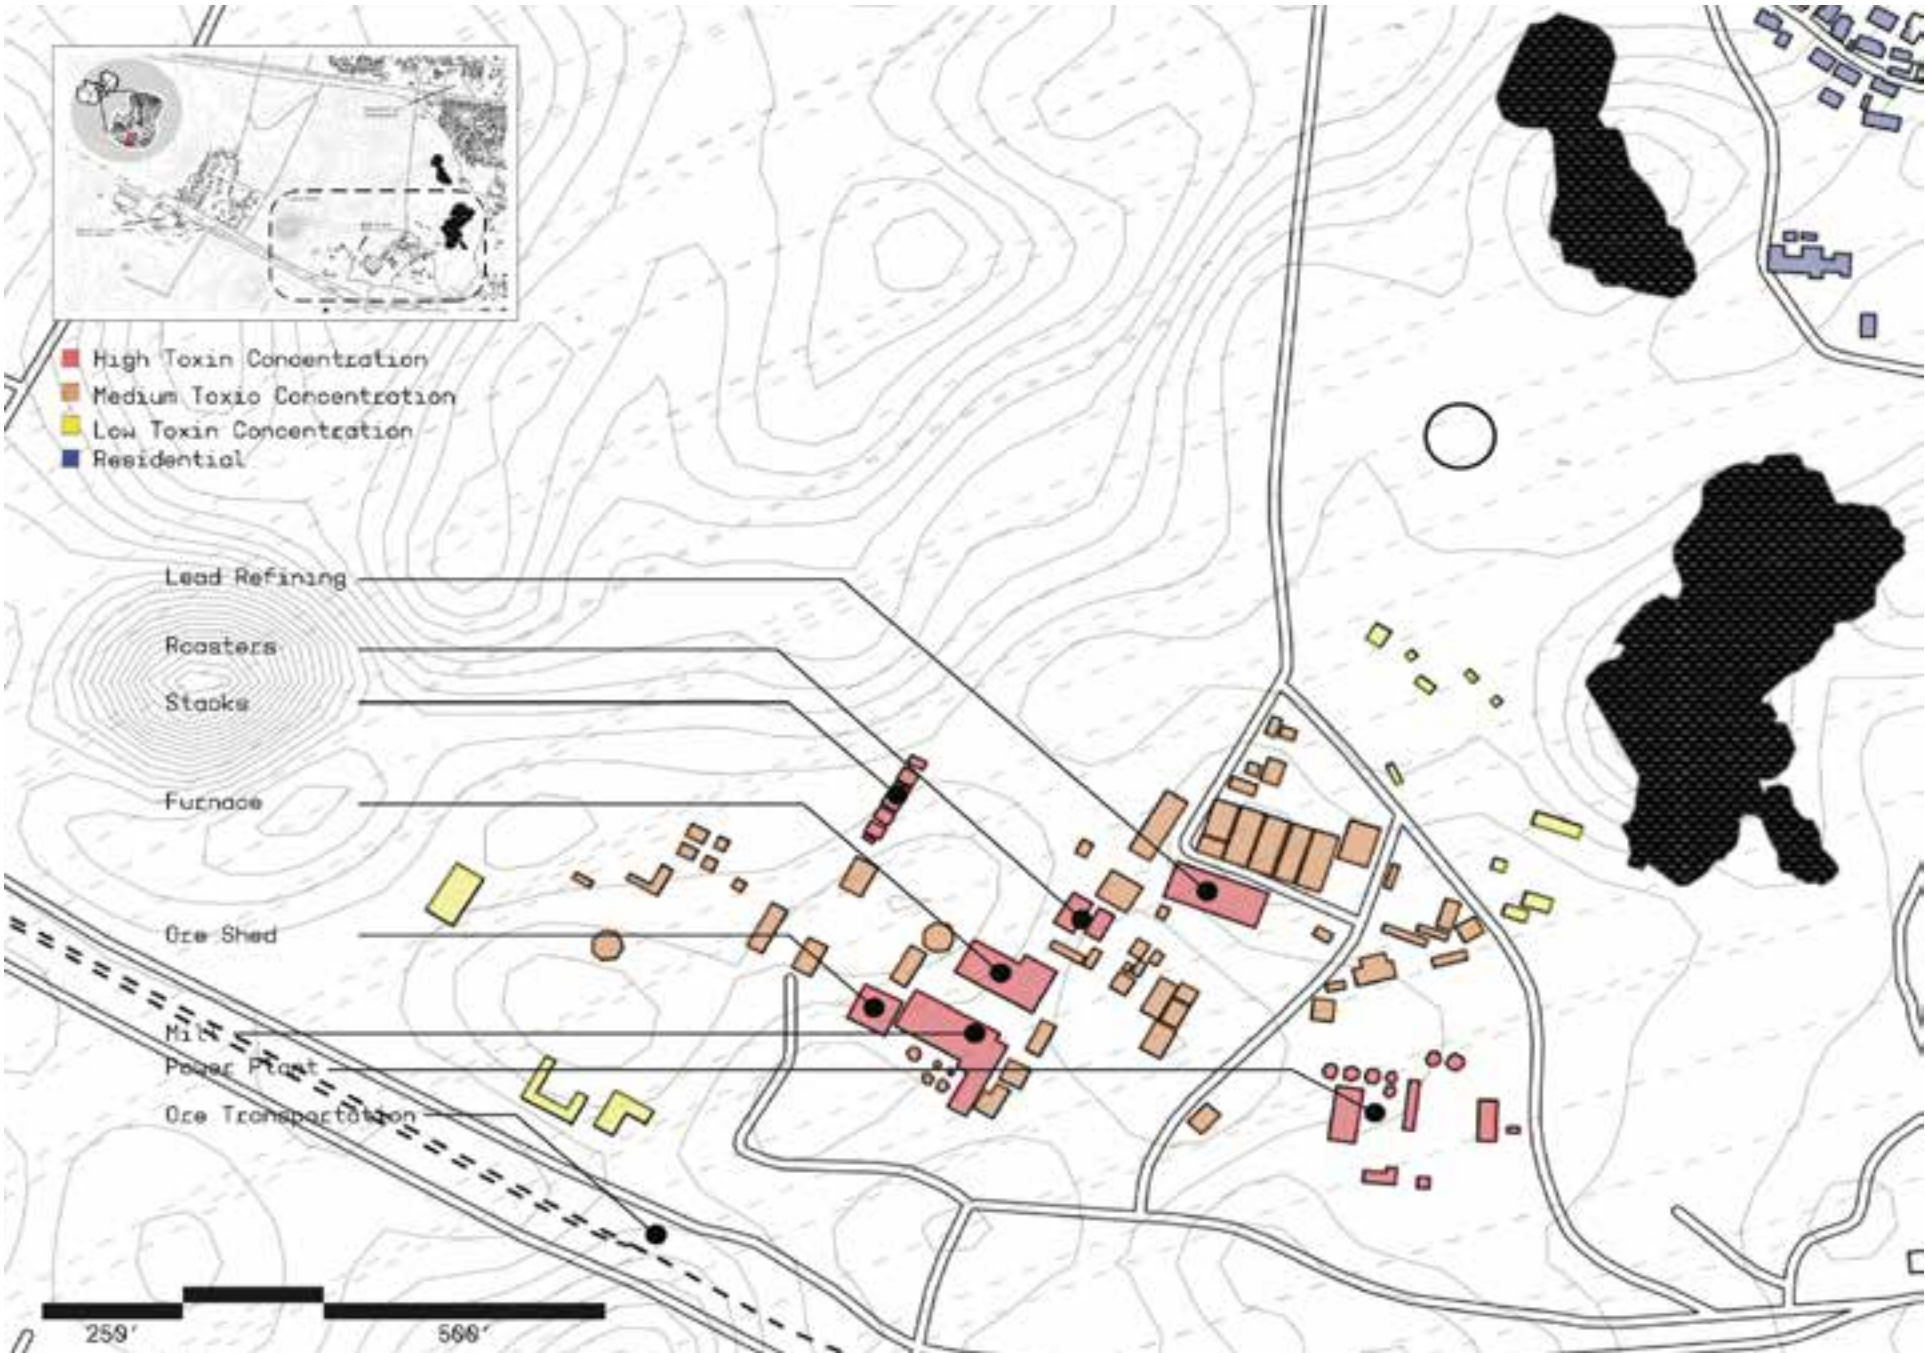 High Toxin Concentration
Medium Toxic Concentration
Low Toxin Concentration
Residential
Lead Refining
Roasters
Stacks
Furnace
Ore Shed
Mill
Power Plant
Ore Transportation
250'
500'